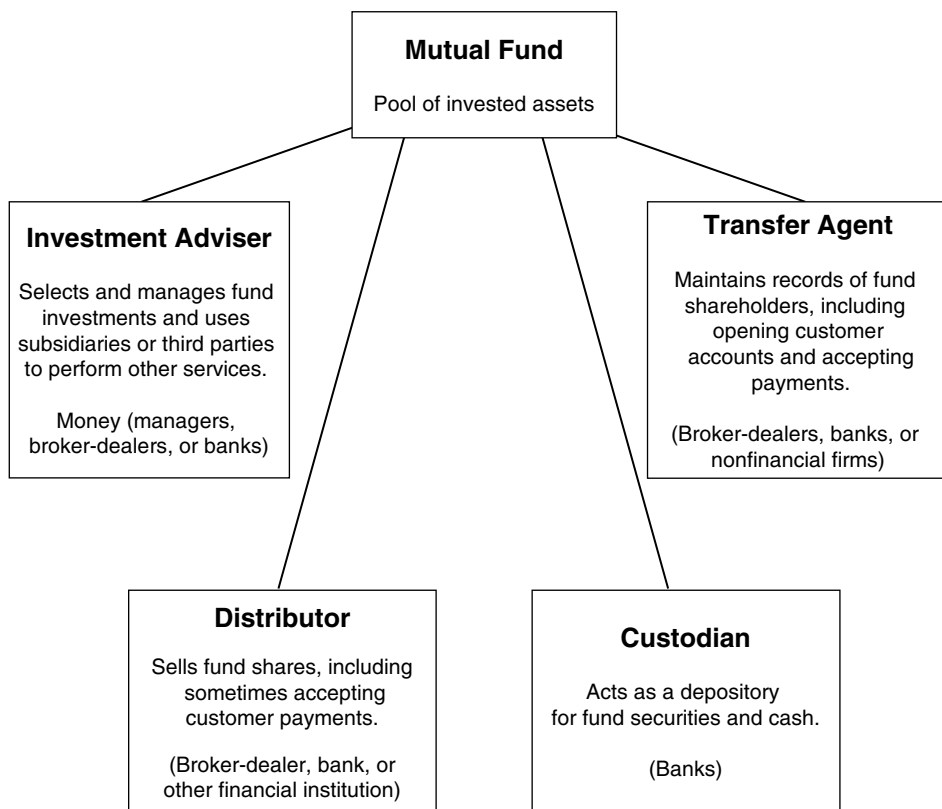 Mutual Fund
Pool of invested assets
Investment Adviser
Selects and manages fund
investments and uses
subsidiaries or third parties
to perform other services.
Money (managers,
broker-dealers, or banks)
Transfer Agent
Maintains records of fund
shareholders, including
opening customer
accounts and accepting
payments.
(Broker-dealers, banks, or
nonfinancial firms)
Distributor
Sells fund shares, including
sometimes accepting
customer payments.
(Broker-dealer, bank, or
other financial institution)
Custodian
Acts as a depository
for fund securities and cash.
(Banks)